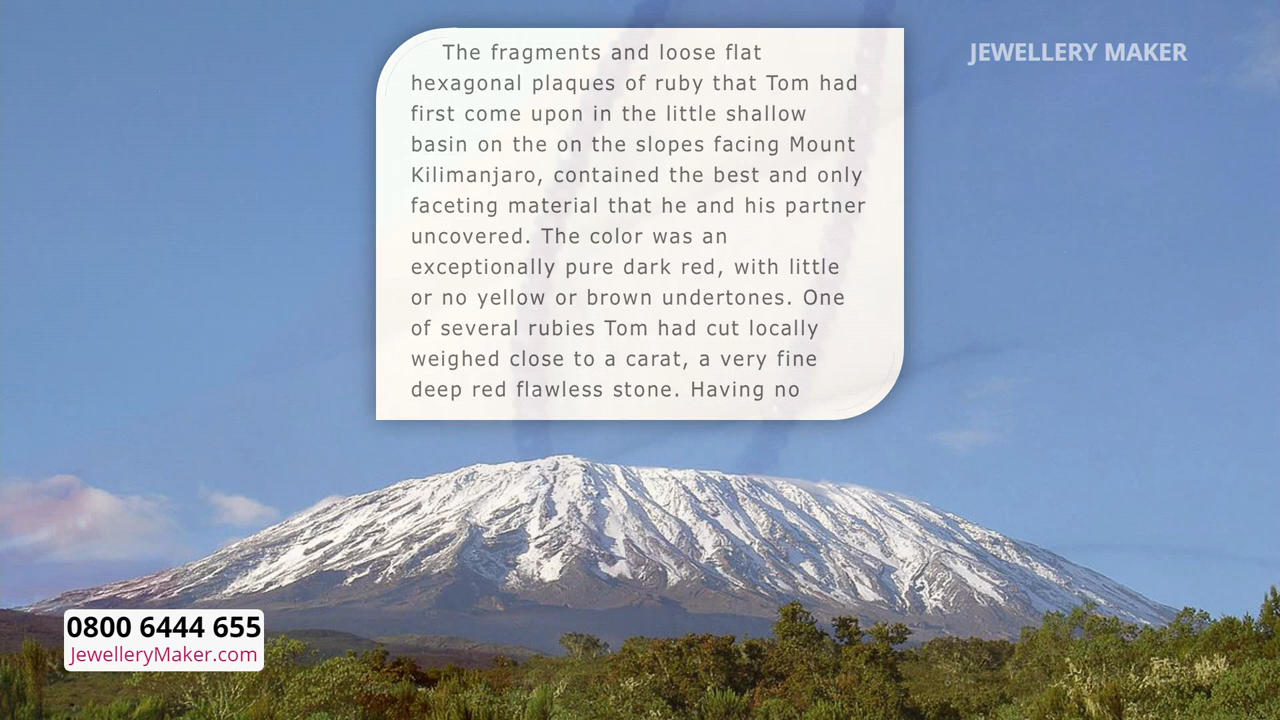 JEWELLERY MAKER
The fragments and loose flat
hexagonal plaques of ruby that Tom had
first come upon in the little shallow
basin on the on the slopes facing Mount
Kilimanjaro, contained the best and only
faceting material that he and his partner
uncovered. The color was an
exceptionally pure dark red, with little
or no yellow or brown undertones. One
of several rubies Tom had cut locally
weighed close to a carat, a very fine
deep red flawless stone. Having no
0800 6444 655
JewelleryMaker.com